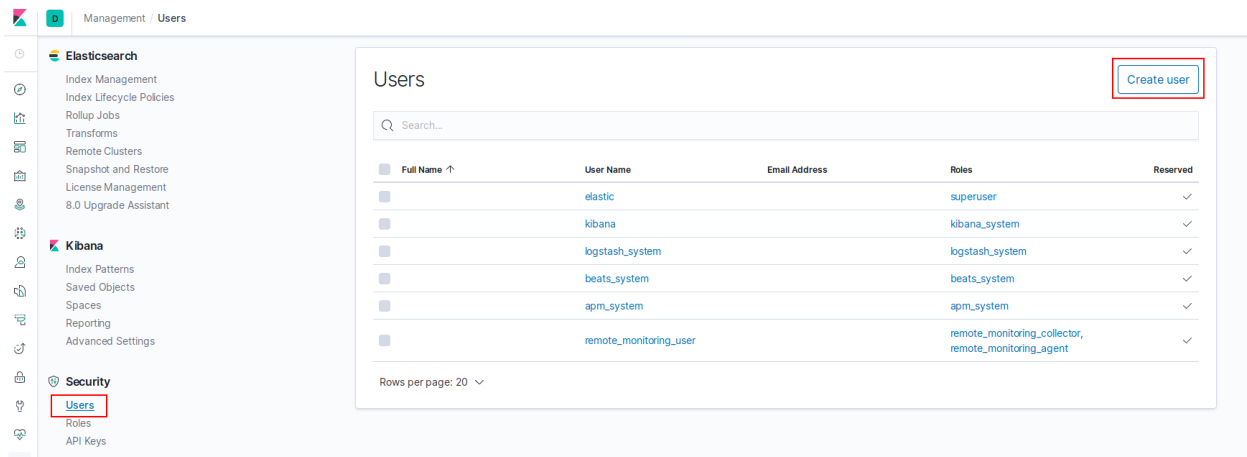 D Management / Users
Elasticsearch
Index Management
Index Lifecycle Policies
Rollup Jobs
Transforms
Remote Clusters
Snapshot and Restore
License Management
8.0 Upgrade Assistant
Kibana
Index Patterns
Saved Objects
Spaces
Reporting
Advanced Settings
Security
Users
Roles
API Keys
Users
Create user
Search...
Full Name ↑ User Name Email Address Roles Reserved
elastic superuser
kibana kibana_system
logstash_system logstash_system
beats_system beats_system
apm_system apm_system
remote_monitoring_user remote_monitoring_collector,
remote_monitoring_agent
Rows per page: 20